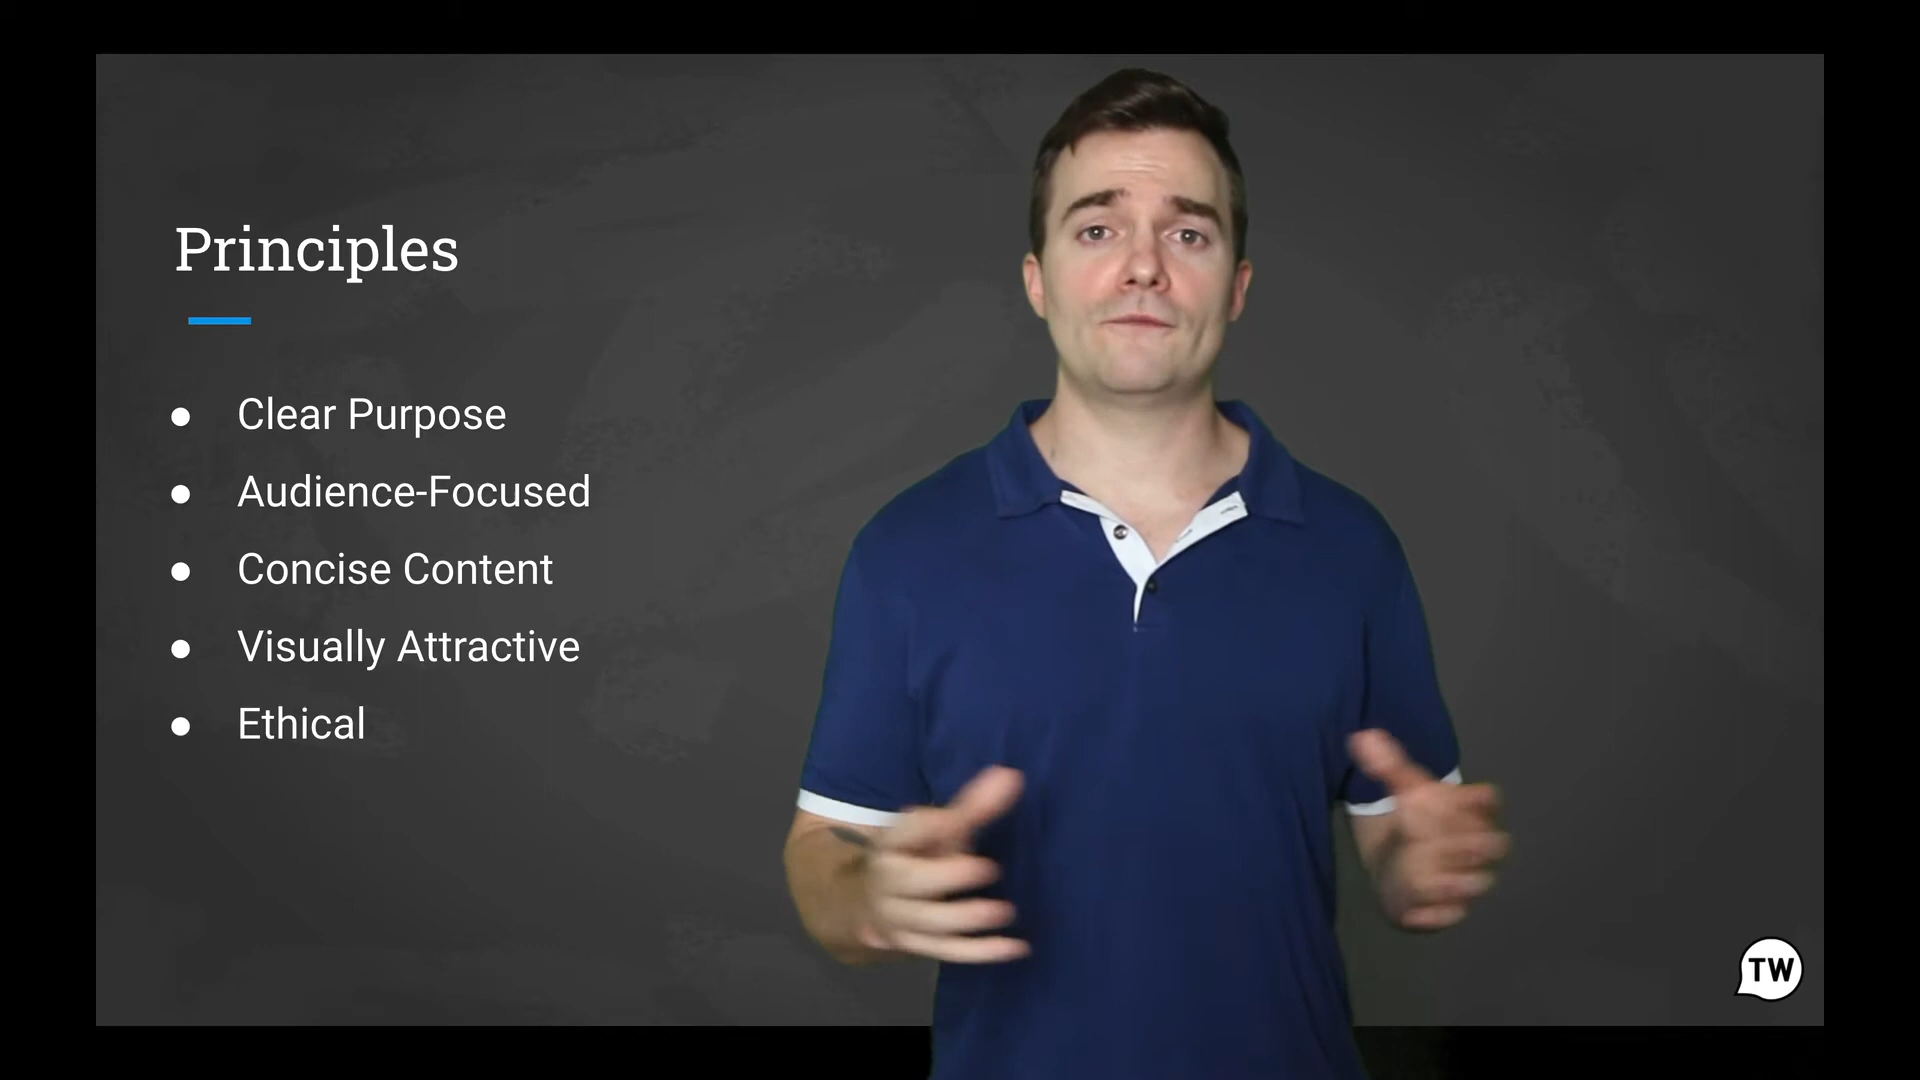 Principles
● Clear Purpose
● Audience-Focused
● Concise Content
● Visually Attractive
● Ethical
TW